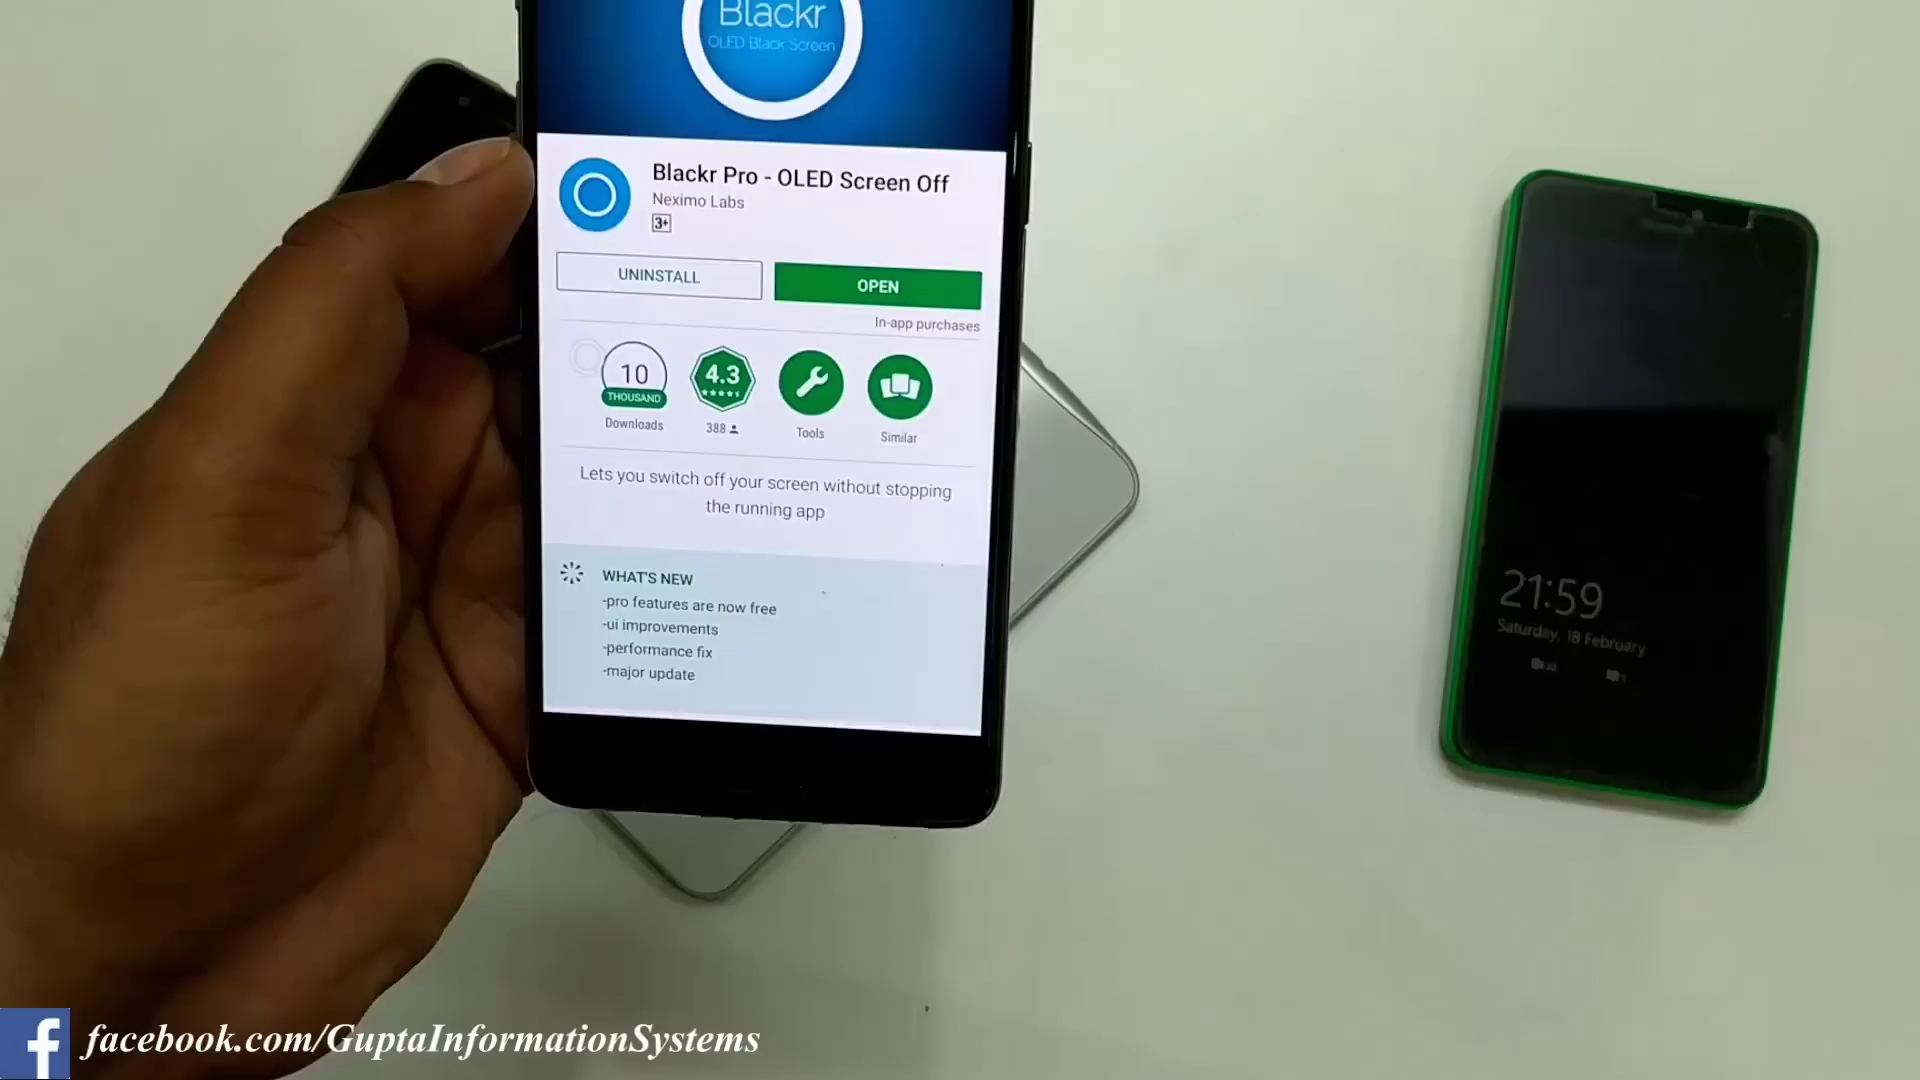 Blackr
OLED Black Screen
Blackr Pro - OLED Screen Off
Neximo Labs
3+
UNINSTALL
OPEN
In-app purchases
10
THOUSAND
Downloads
4.3
388
Tools
Similar
Lets you switch off your screen without stopping
the running app
WHAT'S NEW
-pro features are now free
-ui improvements
-performance fix
-major update
21:59
Saturday, 18 February
f facebook.com/GuptaInformationSystems